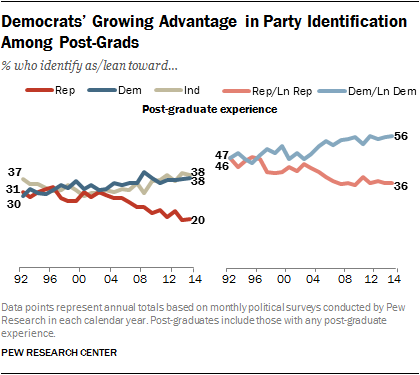 Democrats' Growing Advantage in Party Identification
Among Post-Grads
% who identify as/lean toward...
Rep Dem Ind Rep/Ln Rep Dem/Ln Dem
Post-graduate experience
37
31
30
38
38
20
47
46
56
36
92 96 00 04 08 14 92 96 00 04 08 14
Data points represent annual totals based on monthly political surveys conducted by Pew
Research in each calendar year. Post-graduates include those with any post-graduate
experience.
PEW RESEARCH CENTER